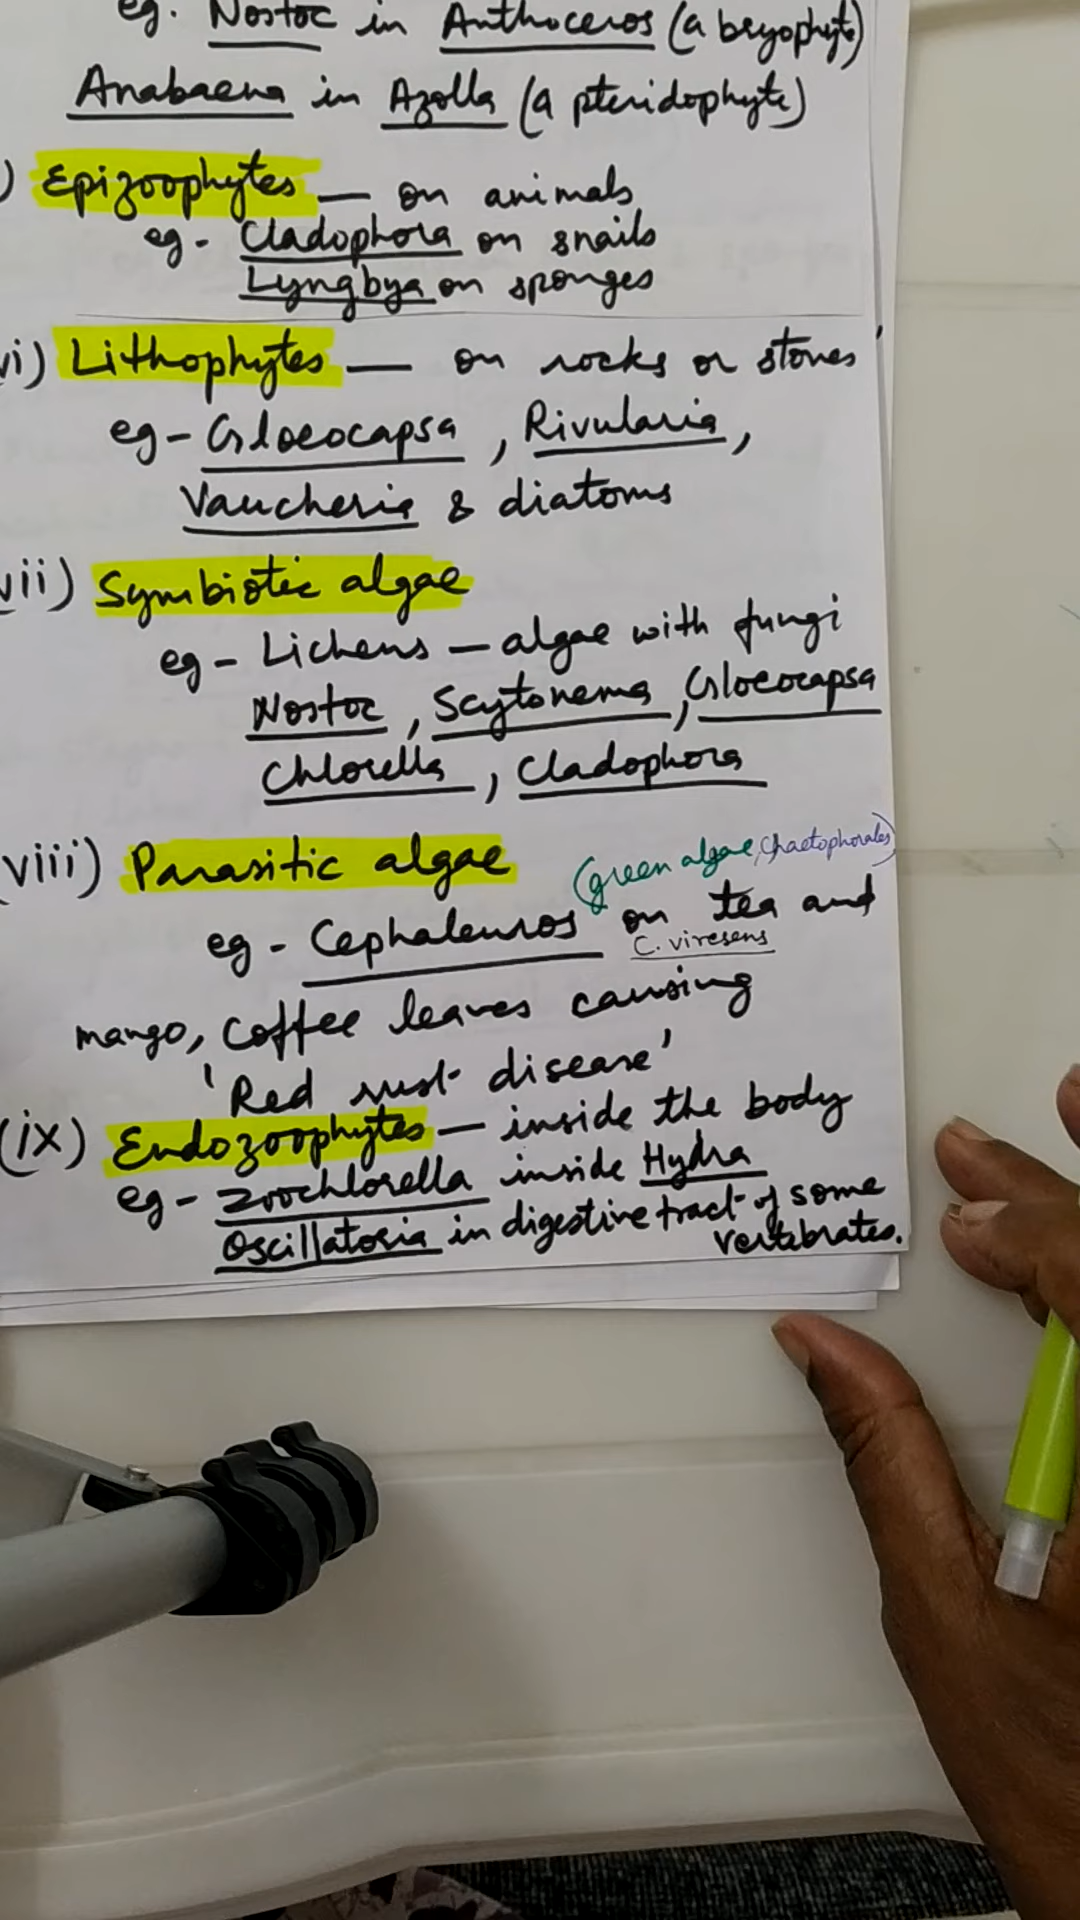 eg. Nostoc in Anthoceros (a bryophyte)
Anabaena in Azolla (a pteridophyte)
) Epizoophytes — on animals
eg - Cladophora on snails
Lyngbya on sponges
vi) Lithophytes — on rocks or stones
eg - Gloeocapsa, Rivularia,
Vaucheria & diatoms
vii) Symbiotic algae
eg - Lichens — algae with fungi
Nostoc, Scytonema, Gloeocapsa
Chlorella, Cladophora
(viii) Parasitic algae (green algae, Chaetophorales)
eg - Cephaleuros on tea and
C. viresens
mango, Coffee leaves causing
'Red rust disease'
(ix) Endozoophytes — inside the body
eg - Zoochlorella inside Hydra
Oscillatoria in digestive tract of some
vertebrates.